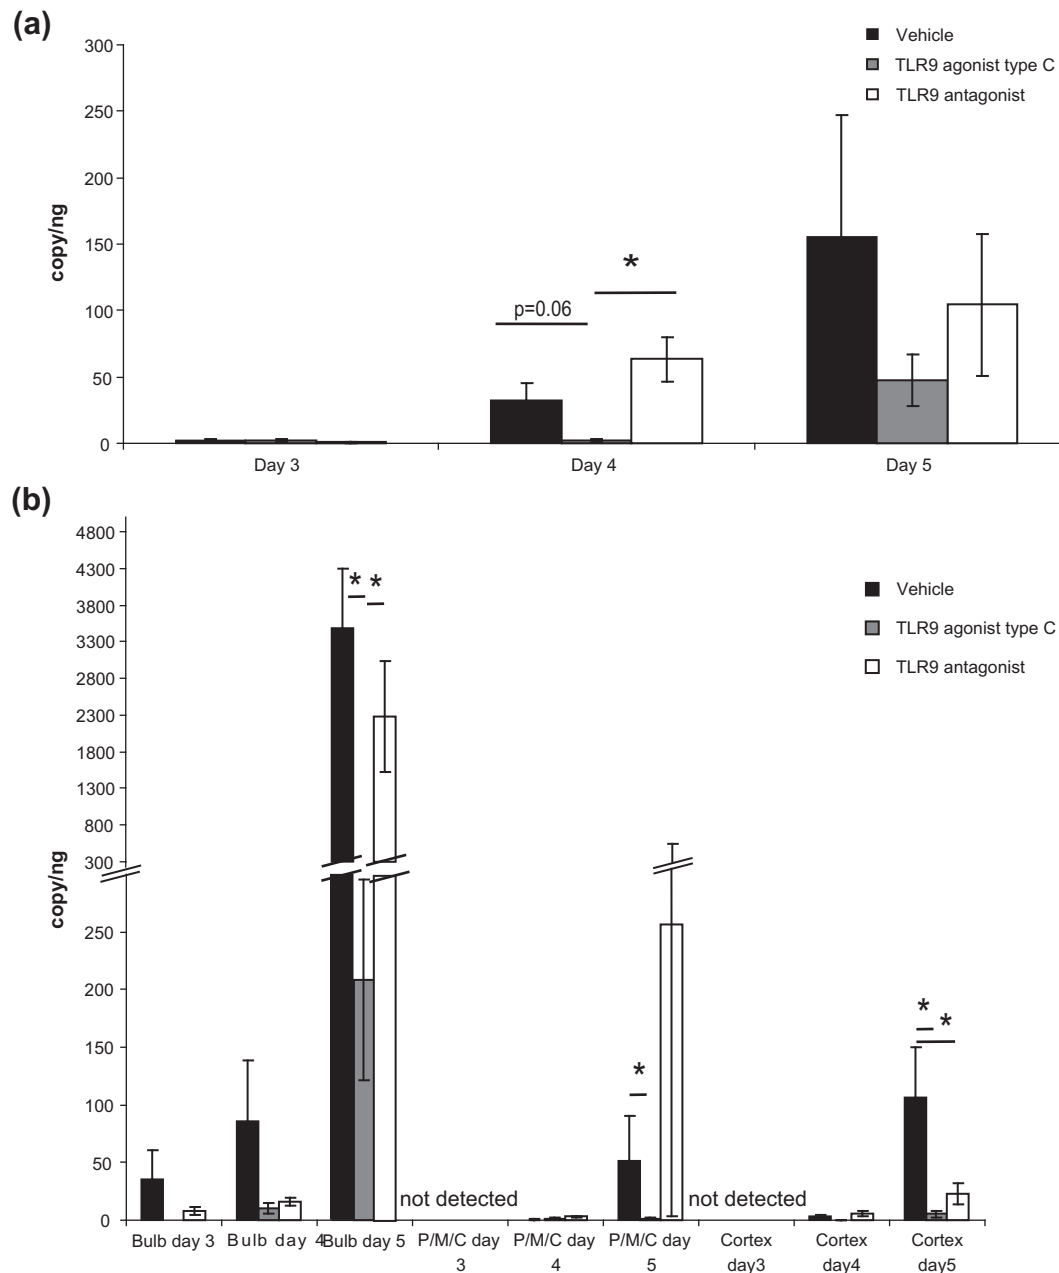 (a)
300
250
200
150
100
50
0
copy/ng
Vehicle
TLR9 agonist type C
TLR9 antagonist
p=0.06
*
Day 3 Day 4 Day 5
(b)
4800
4300
3800
3300
2800
2300
1800
1300
800
300
250
200
150
100
50
0
copy/ng
Vehicle
TLR9 agonist type C
TLR9 antagonist
* *
*
* *
not detected not detected
Bulb day 3 Bulb day 4 Bulb day 5 P/M/C day P/M/C day P/M/C day Cortex Cortex Cortex
3 4 5 day3 day4 day5